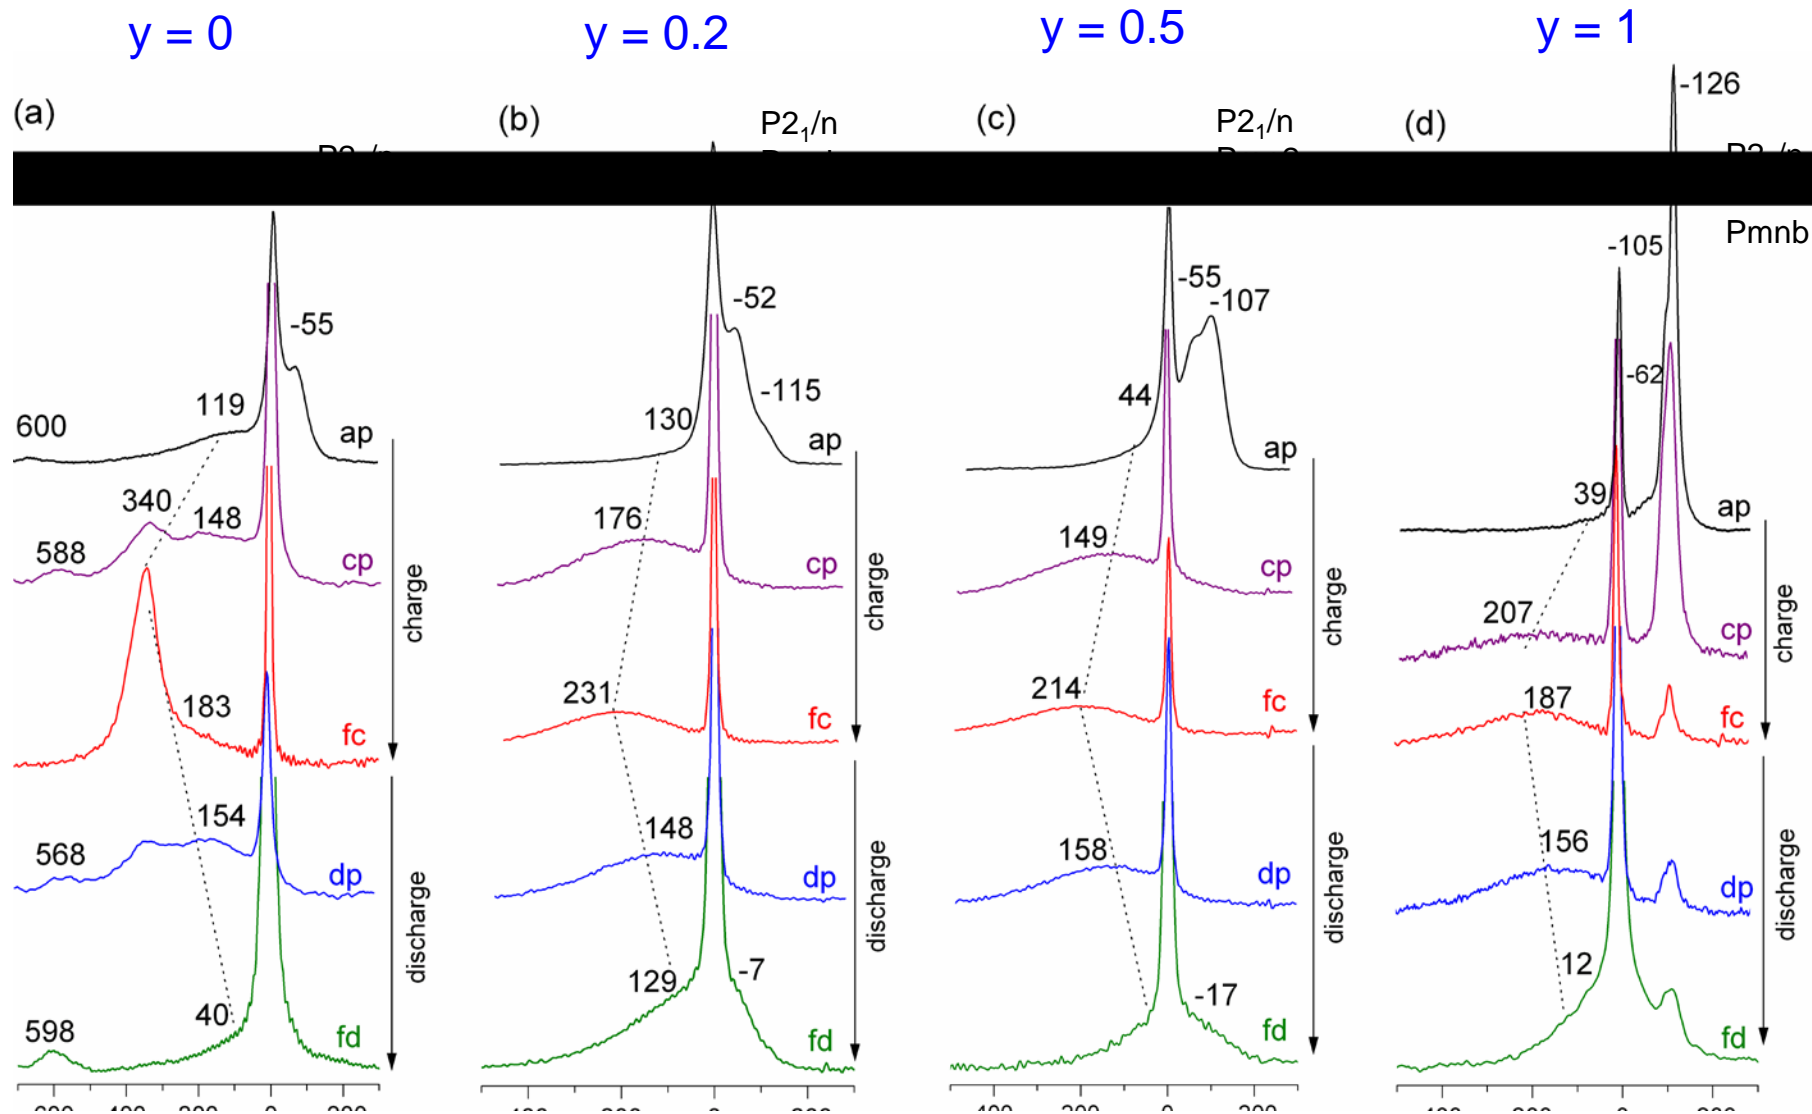 y = 0
y = 0.2
y = 0.5
y = 1
(a)
-55
119
600
ap
340
148
588
cp
183
fc
154
568
dp
40
598
fd
charge
discharge
(b)
P2₁/n
-52
-115
130
ap
176
cp
231
fc
148
dp
129
-7
fd
charge
discharge
0
(c)
P2₁/n
-55
-107
44
ap
149
cp
214
fc
158
dp
-17
fd
charge
discharge
(d)
-126
Pmnb
-105
-62
39
ap
207
cp
187
fc
156
dp
12
fd
charge
discharge